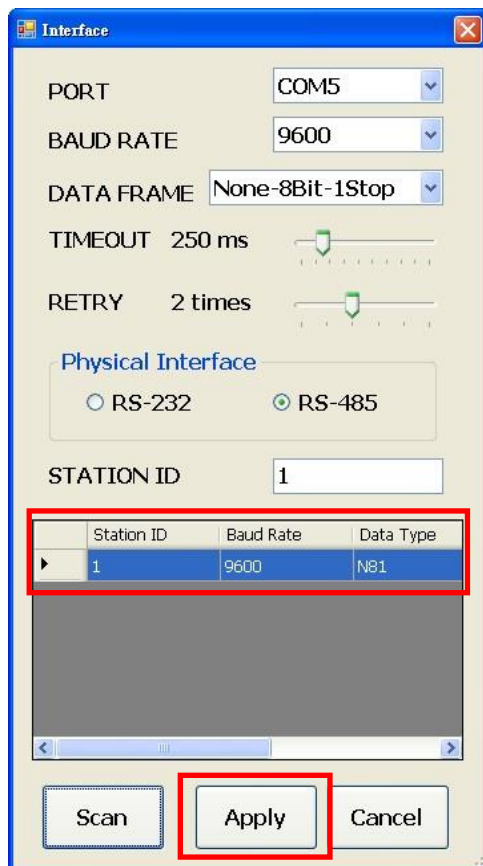 Interface
PORT COM5
BAUD RATE 9600
DATA FRAME None-8Bit-1Stop
TIMEOUT 250 ms
RETRY 2 times
Physical Interface
RS-232 RS-485
STATION ID 1
Station ID Baud Rate Data Type
1 9600 N81
Scan Apply Cancel